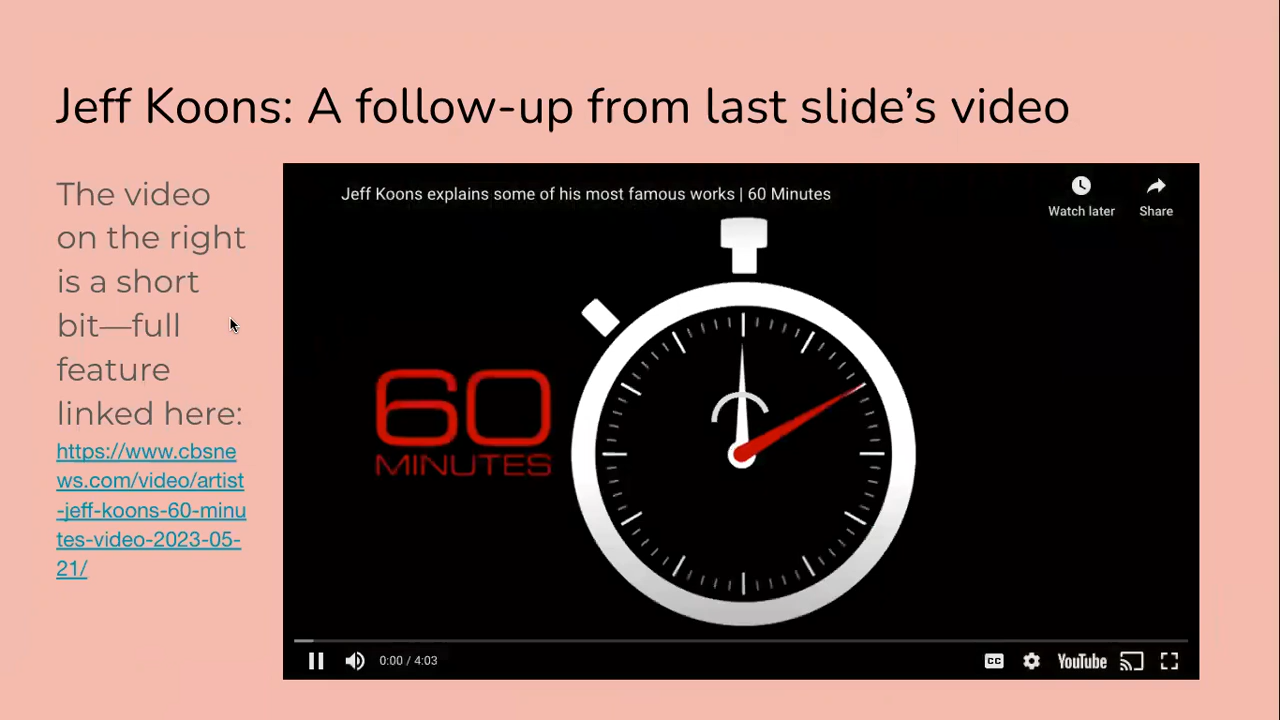 Jeff Koons: A follow-up from last slide’s video
The video
on the right
is a short
bit—full
feature
linked here:
https://www.cbsne
ws.com/video/artist
-jeff-koons-60-minu
tes-video-2023-05-
21/
Jeff Koons explains some of his most famous works | 60 Minutes
Watch later
Share
60
MINUTES
0:00 / 4:03
CC
YouTube